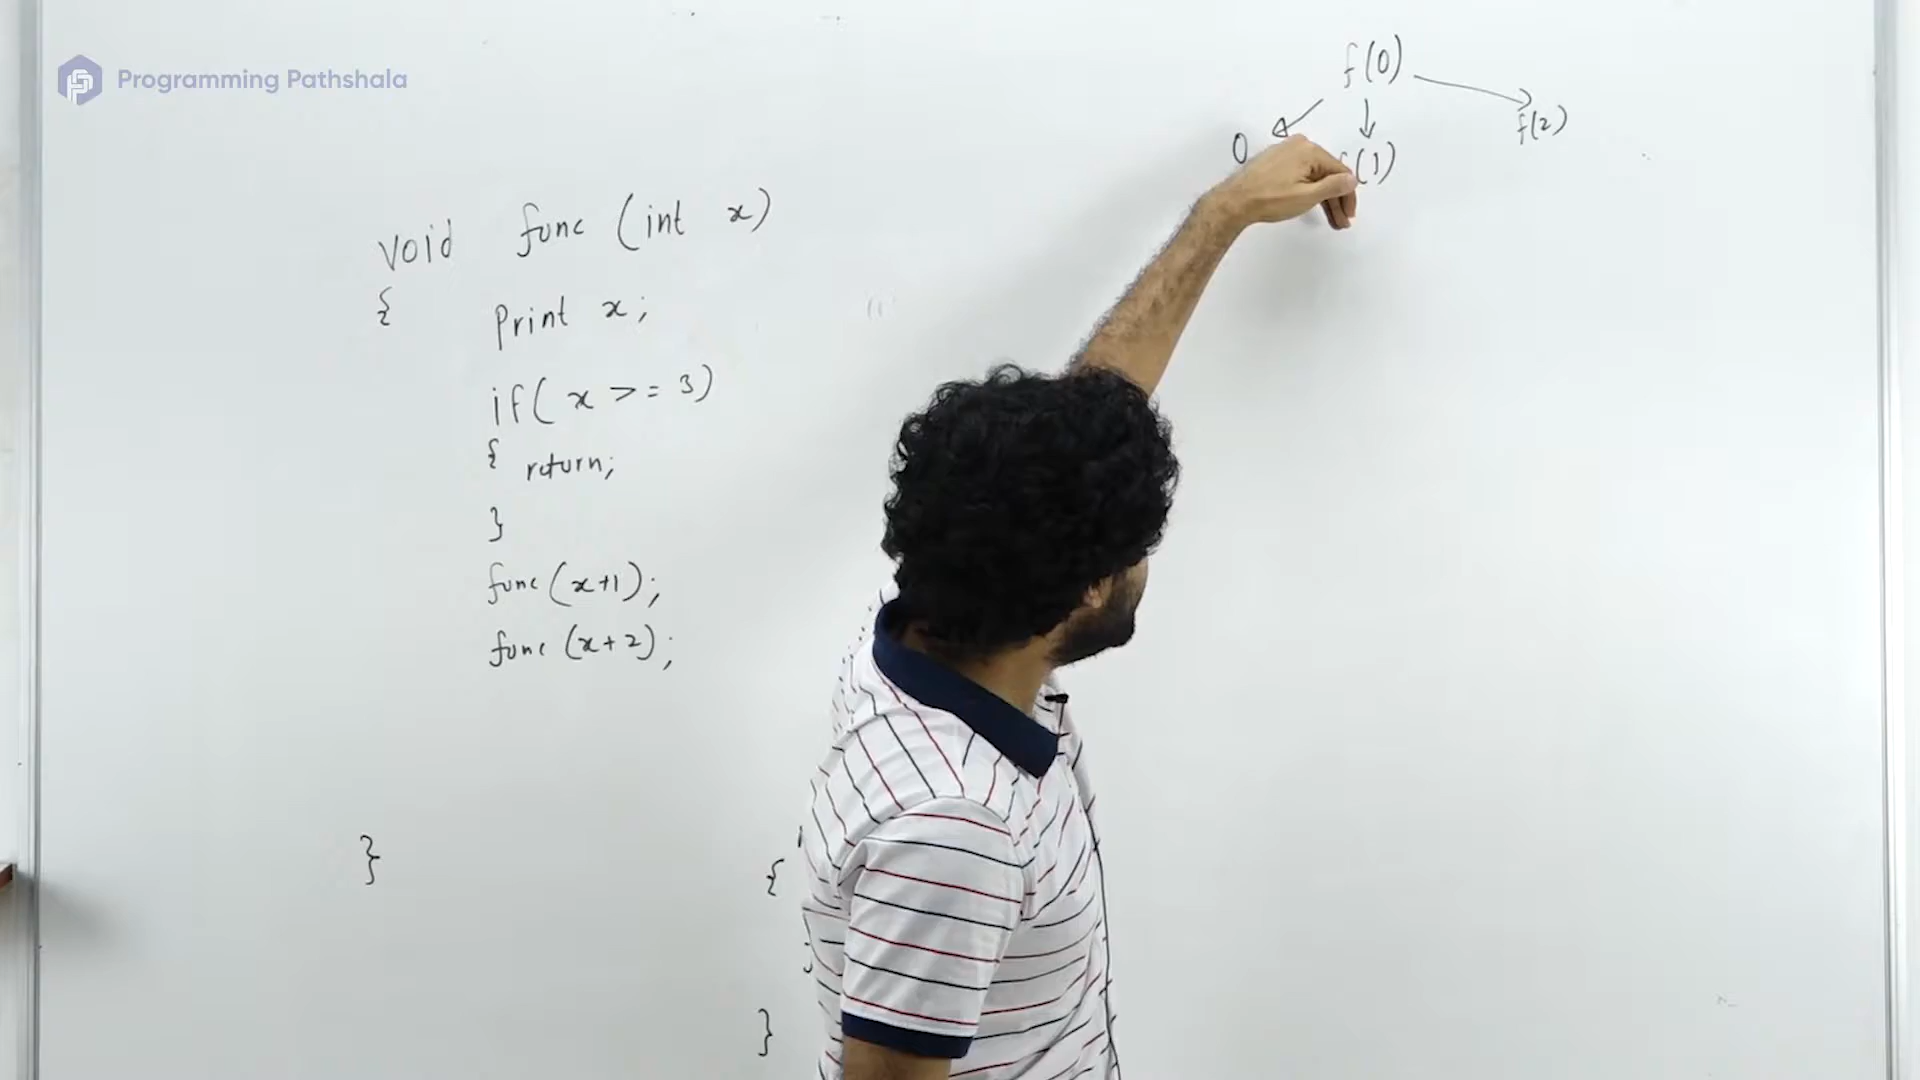 Programming Pathshala
void func (int x)
{
print x;
if( x >= 3)
{ return;
}
func (x+1);
func (x+2);
}
{
}
f(0)
0
f(1)
f(2)